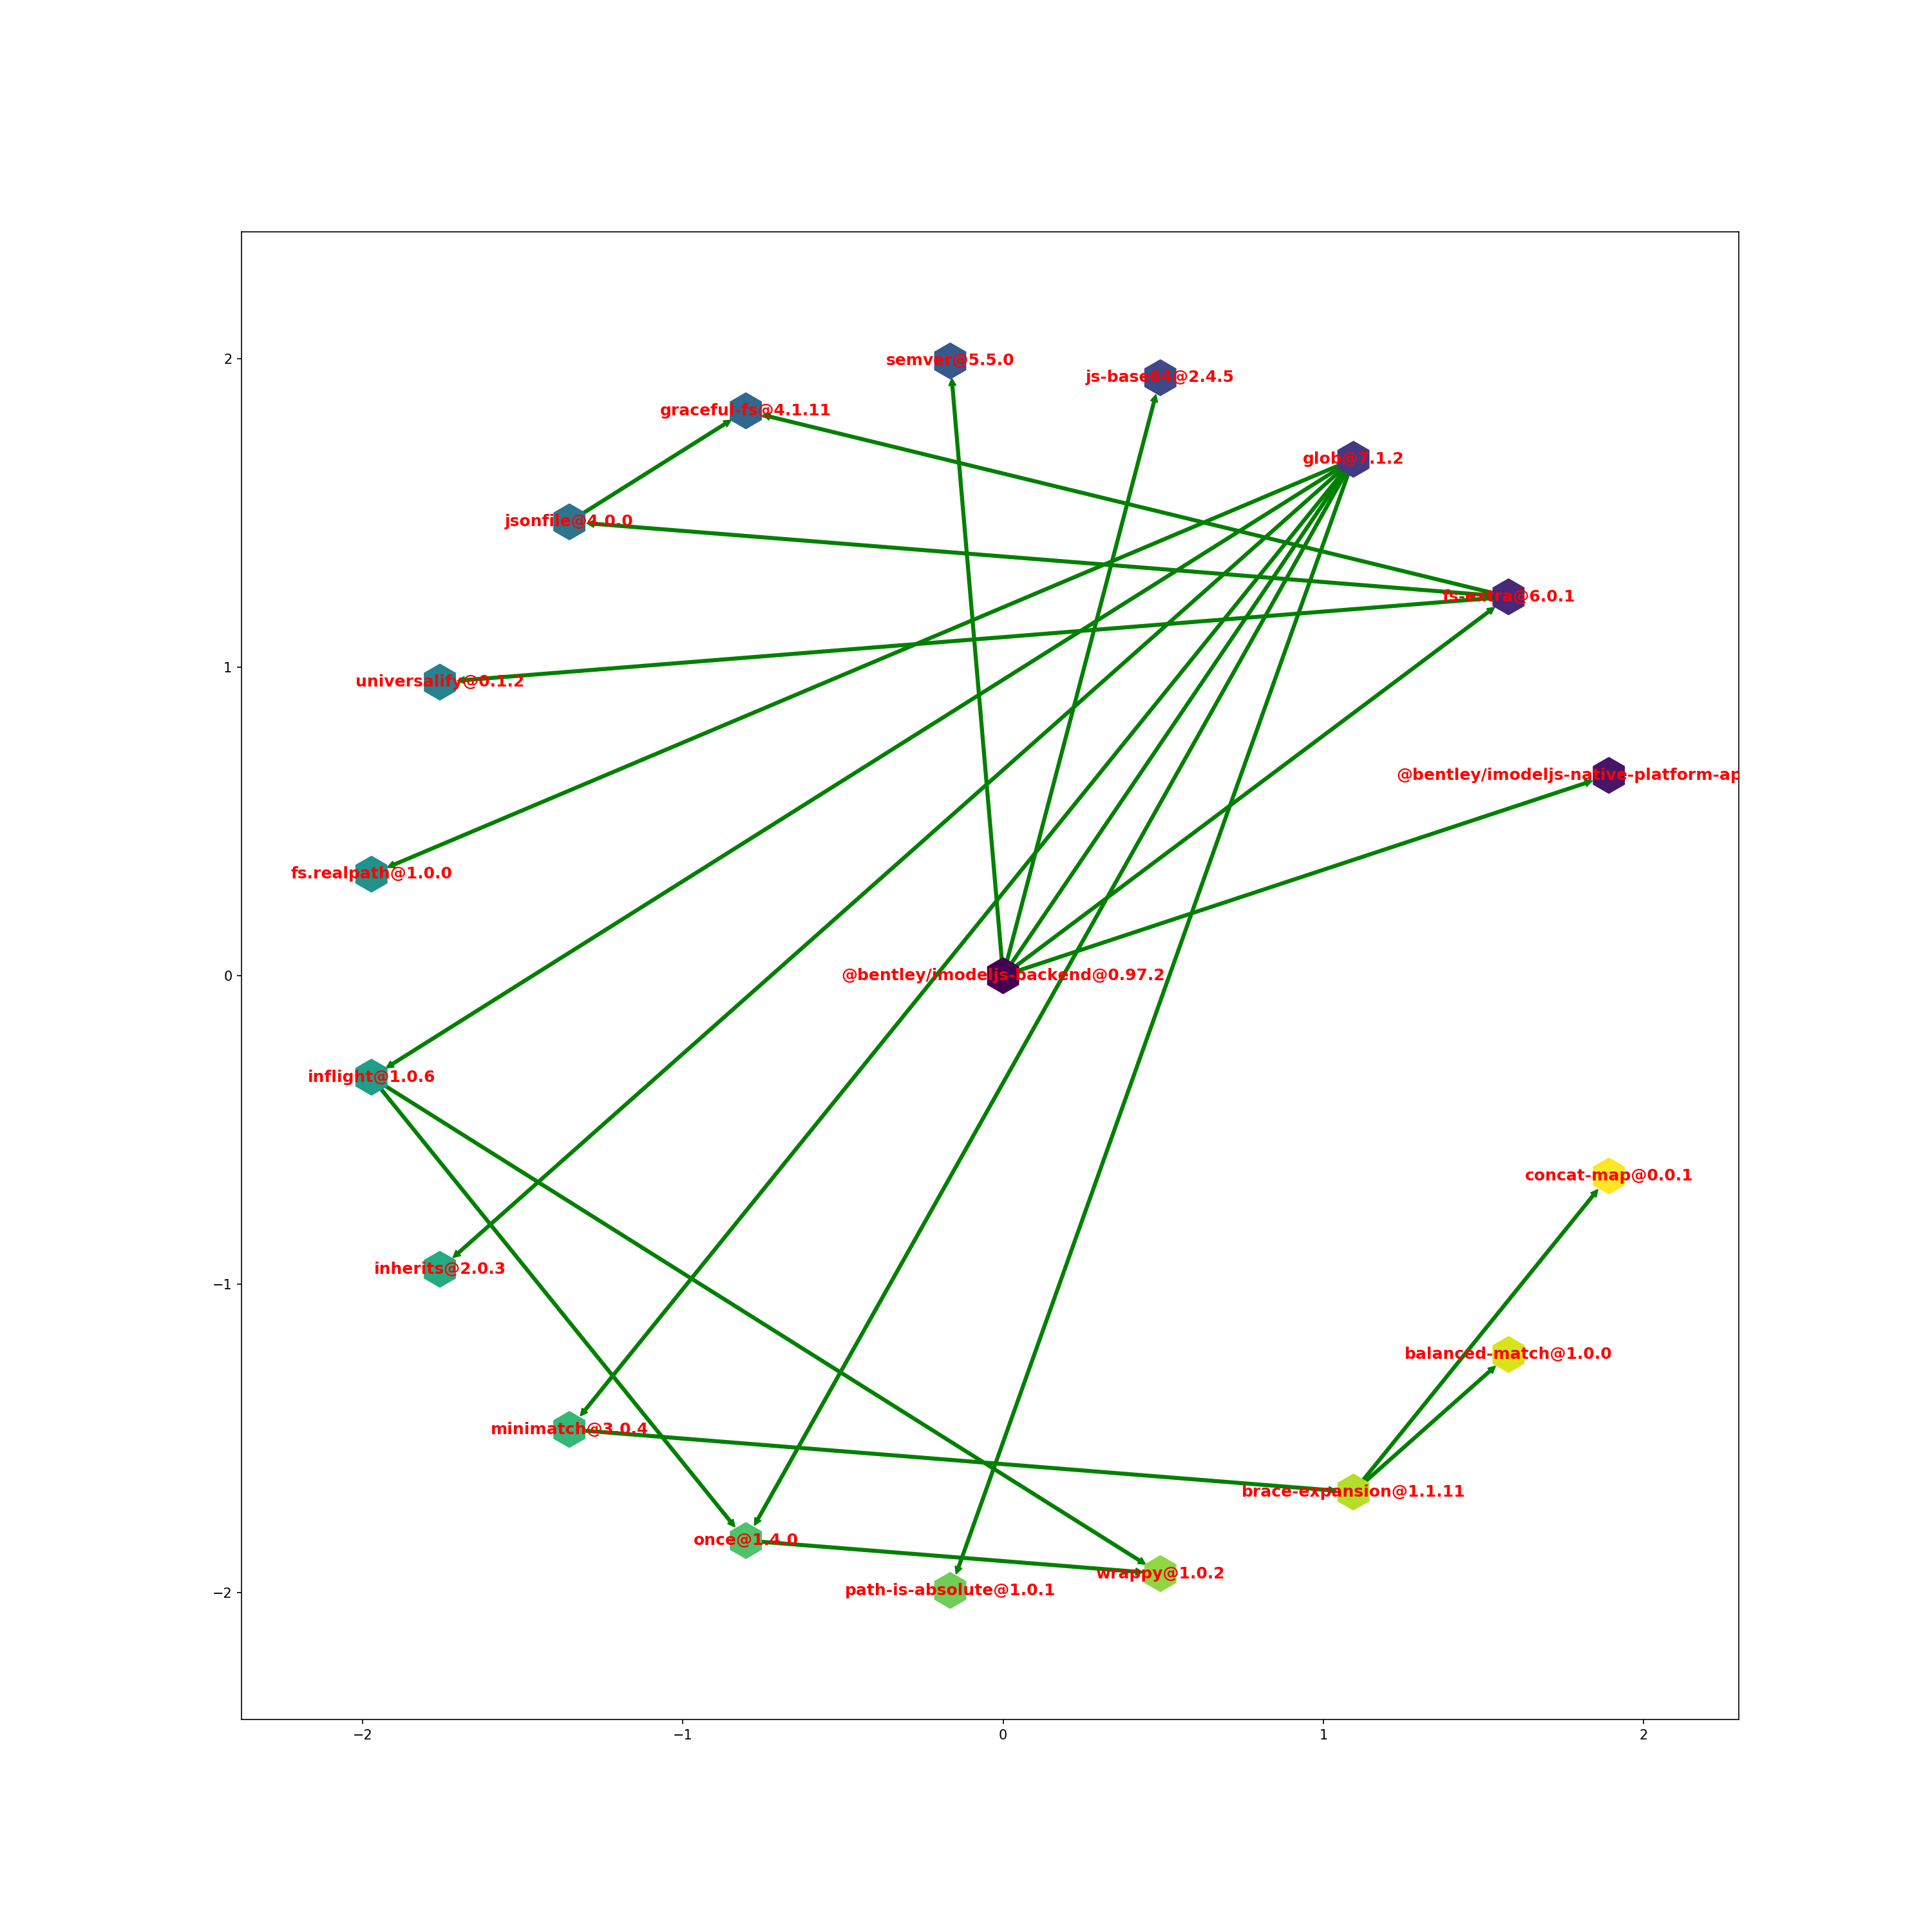 semver@5.5.0
js-base64@2.4.5
graceful-fs@4.1.11
glob@7.1.2
jsonfile@4.0.0
fs-extra@6.0.1
universalify@0.1.2
@bentley/imodeljs-native-platform-ap
fs.realpath@1.0.0
@bentley/imodeljs-backend@0.97.2
inflight@1.0.6
concat-map@0.0.1
inherits@2.0.3
balanced-match@1.0.0
minimatch@3.0.4
brace-expansion@1.1.11
once@1.4.0
wrappy@1.0.2
path-is-absolute@1.0.1
2
1
0
−1
−2
−2
−1
0
1
2